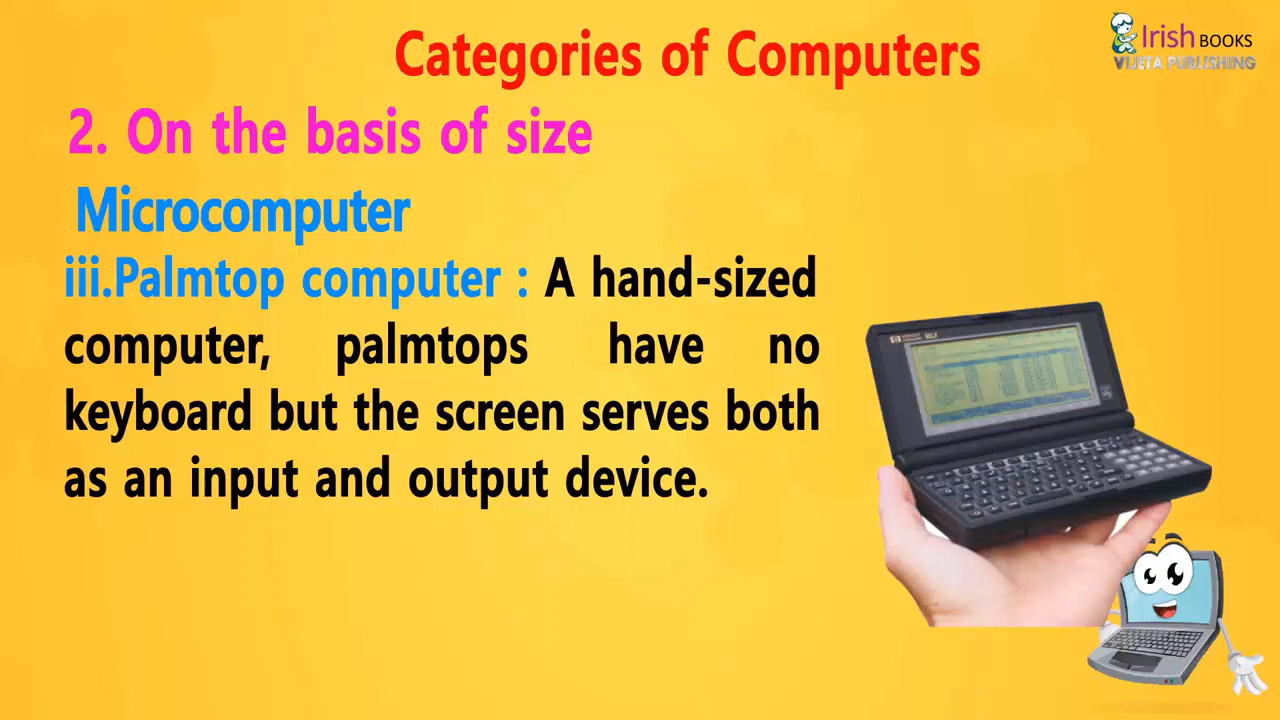 Categories of Computers
Irish BOOKS
VIJETA PUBLISHING
2. On the basis of size
Microcomputer
iii.Palmtop computer : A hand-sized
computer, palmtops have no
keyboard but the screen serves both
as an input and output device.